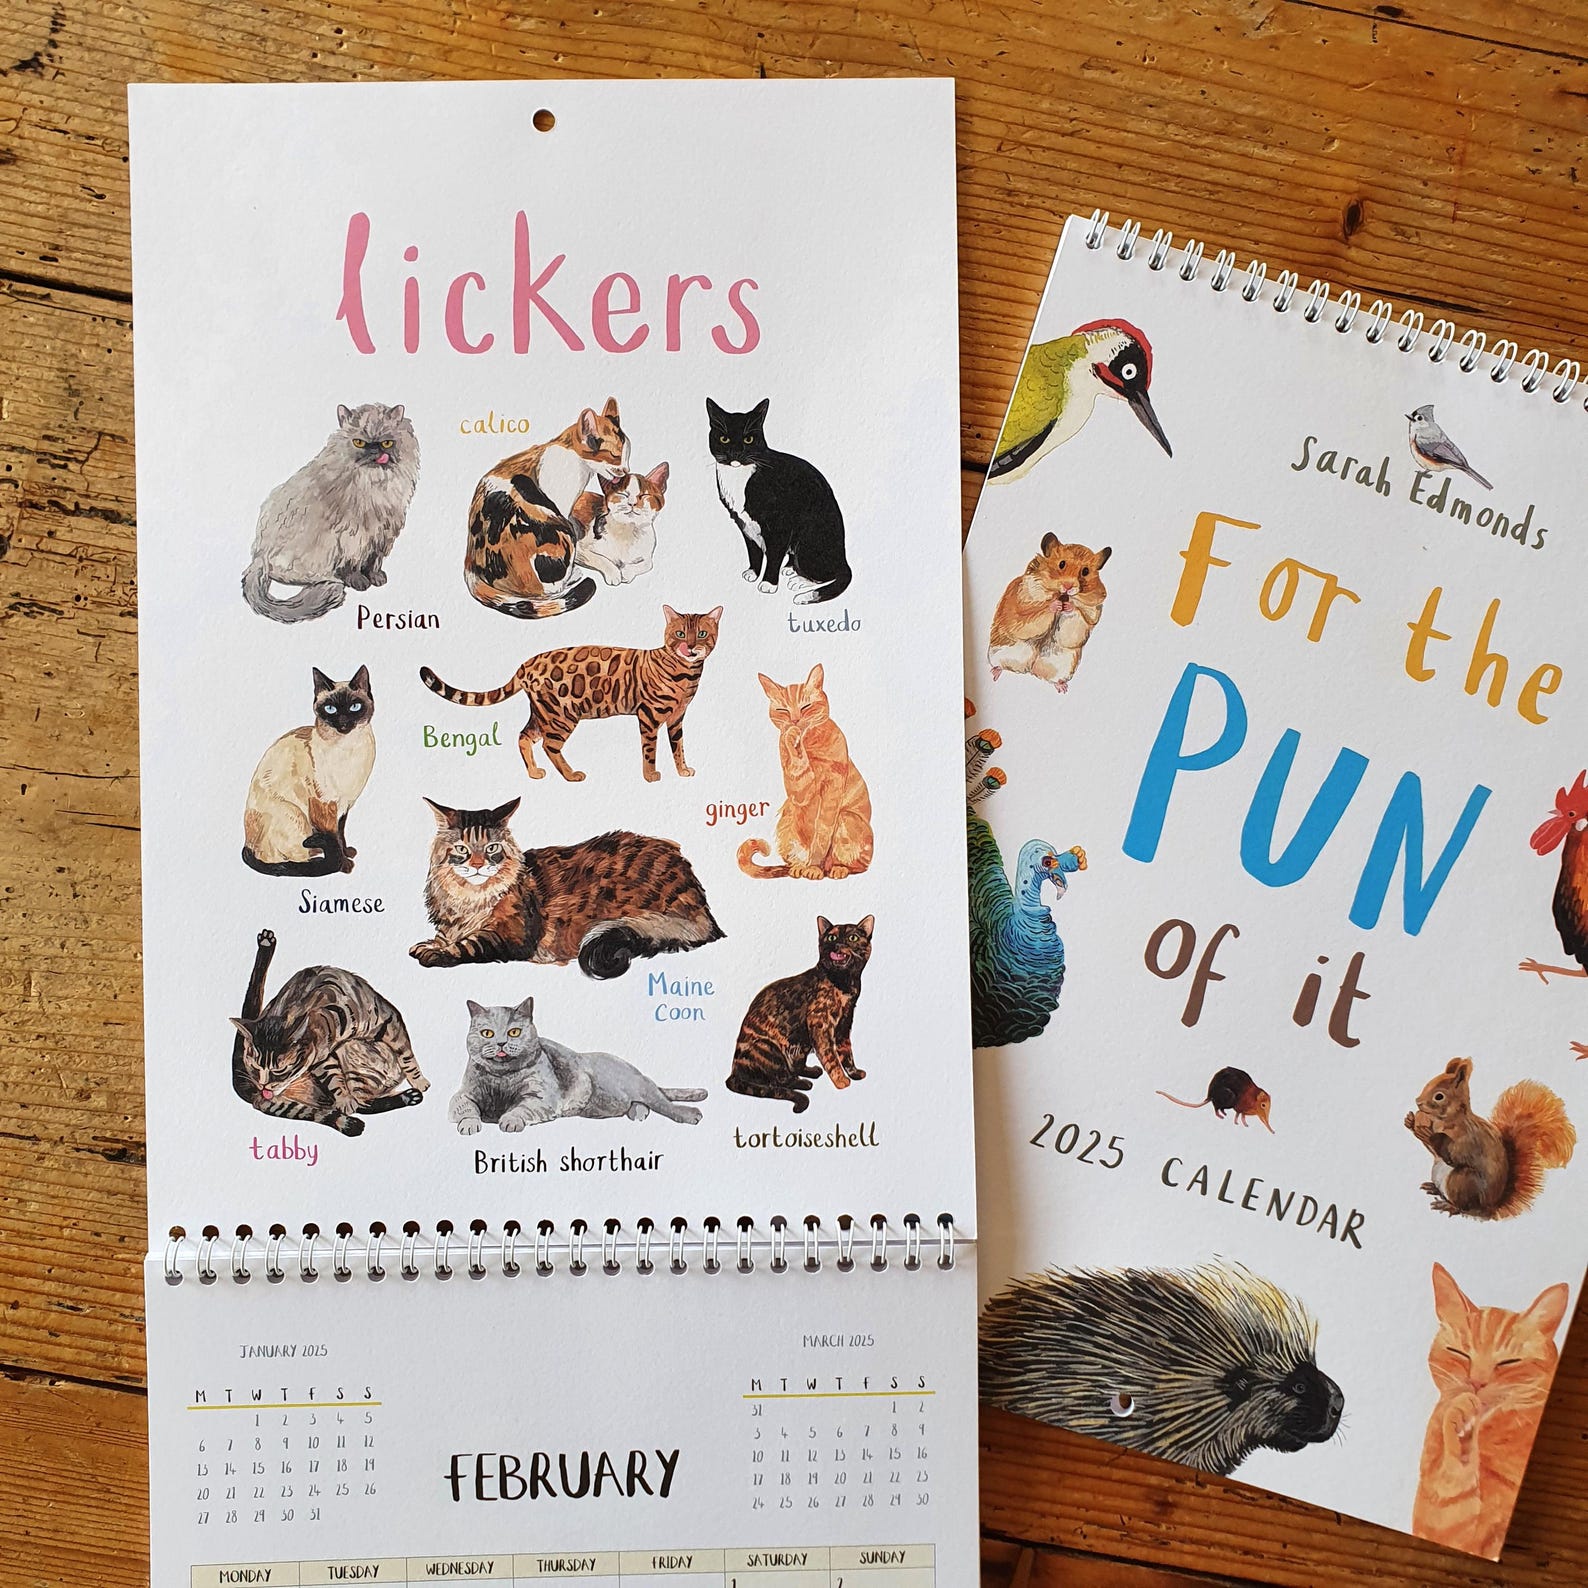 lickers
calico
Persian
tuxedo
Bengal
ginger
Siamese
Maine
Coon
tabby
British shorthair
tortoiseshell
JANUARY 2025
M T W T F S S
1 2 3 4 5
6 7 8 9 10 11 12
13 14 15 16 17 18 19
20 21 22 23 24 25 26
27 28 29 30 31
FEBRUARY
MARCH 2025
M T W T F S S
31 1 2
3 4 5 6 7 8 9
10 11 12 13 14 15 16
17 18 19 20 21 22 23
24 25 26 27 28 29 30
MONDAY TUESDAY WEDNESDAY THURSDAY FRIDAY SATURDAY SUNDAY
1 2
Sarah Edmonds
For the
PUN
of it
2025 CALENDAR